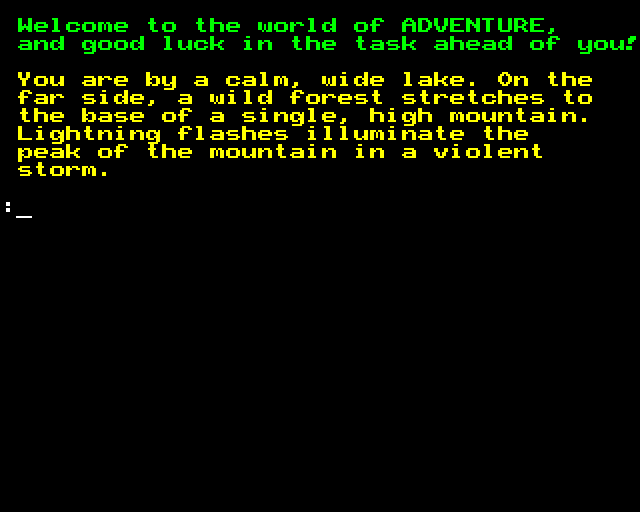 Welcome to the world of ADVENTURE,
and good luck in the task ahead of you!
You are by a calm, wide lake. On the
far side, a wild forest stretches to
the base of a single, high mountain.
Lightning flashes illuminate the
peak of the mountain in a violent
storm.
:_